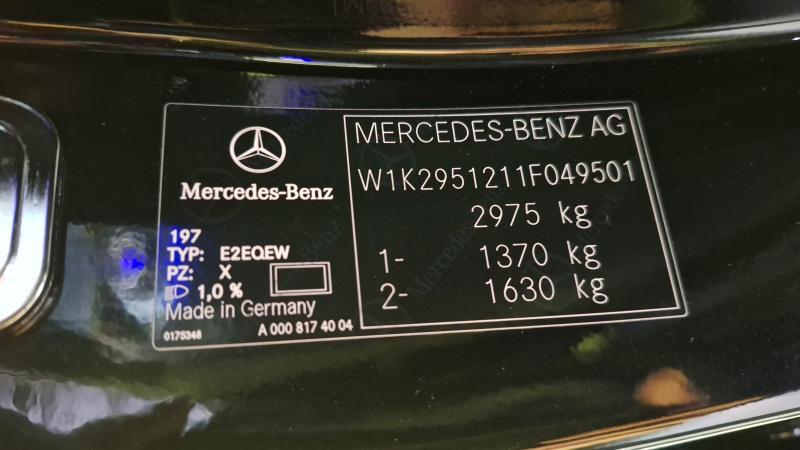 Mercedes-Benz
197
TYP: E2EQEW
PZ: X
1,0 %
Made in Germany
0175348
A 000 817 40 04
MERCEDES-BENZ AG
W1K2951211F049501
2975 kg
1- 1370 kg
2- 1630 kg